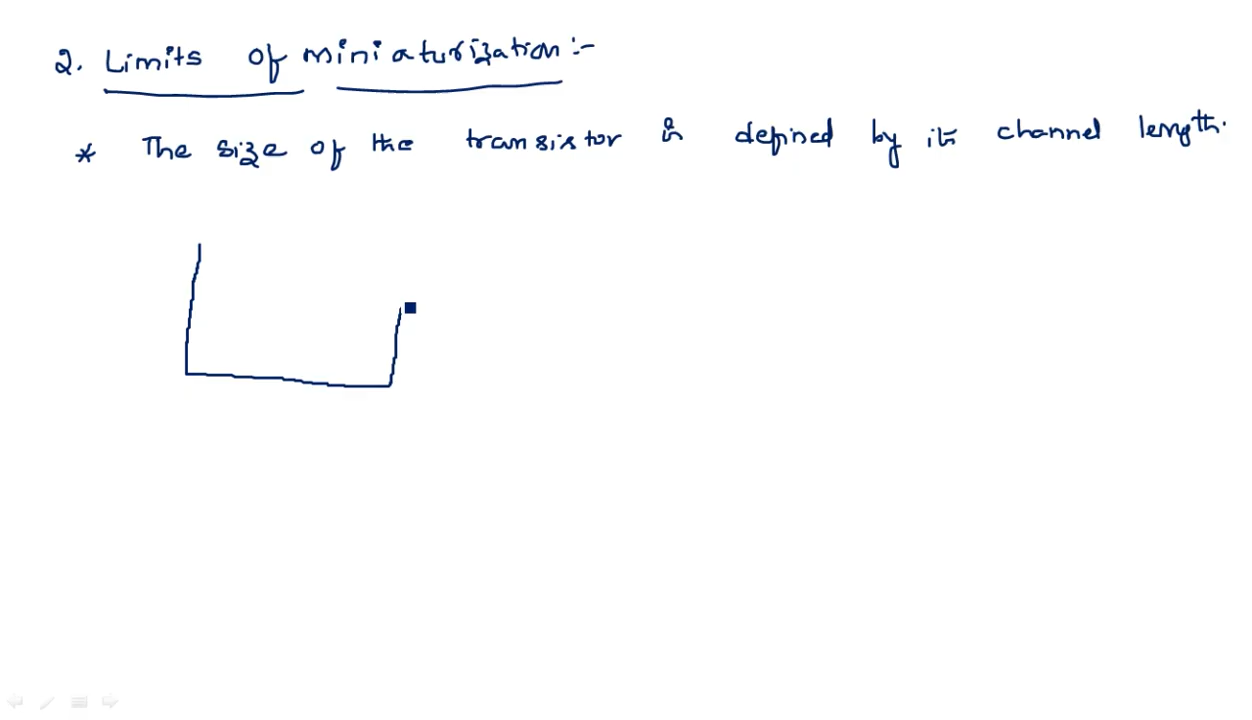 2. Limits of miniaturization :-
* The size of the transistor is defined by its channel length.